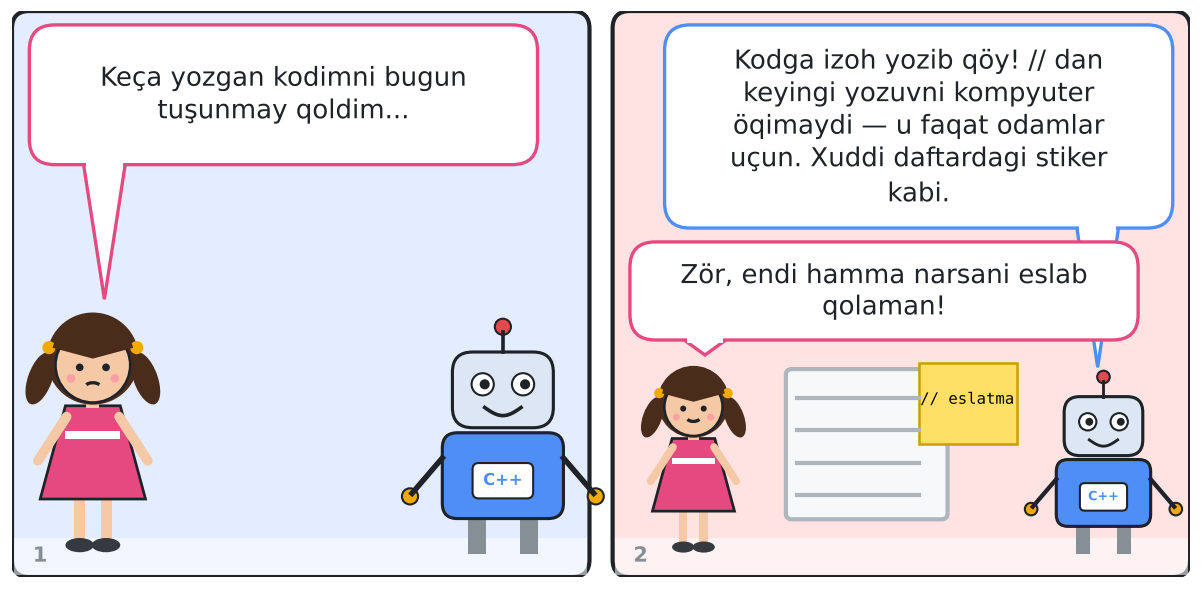 Keça yozgan kodimni bugun
tuşunmay qoldim...
C++
1
Kodga izoh yozib qöy! // dan
keyingi yozuvni kompyuter
öqimaydi — u faqat odamlar
uçun. Xuddi daftardagi stiker
kabi.
Zör, endi hamma narsani eslab
qolaman!
// eslatma
C++
2